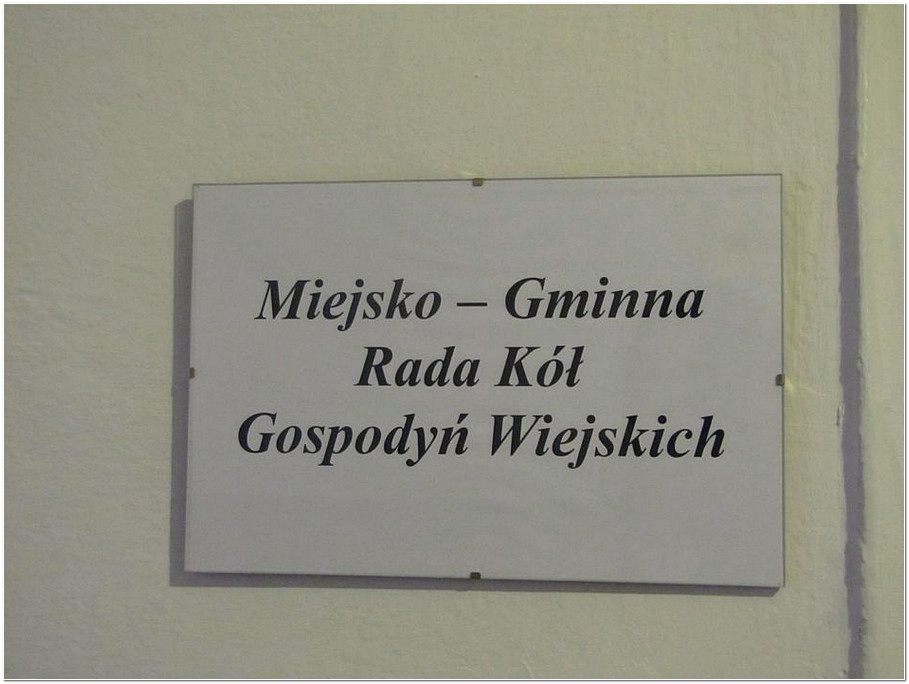 Miejsko – Gminna
Rada Kół
Gospodyń Wiejskich